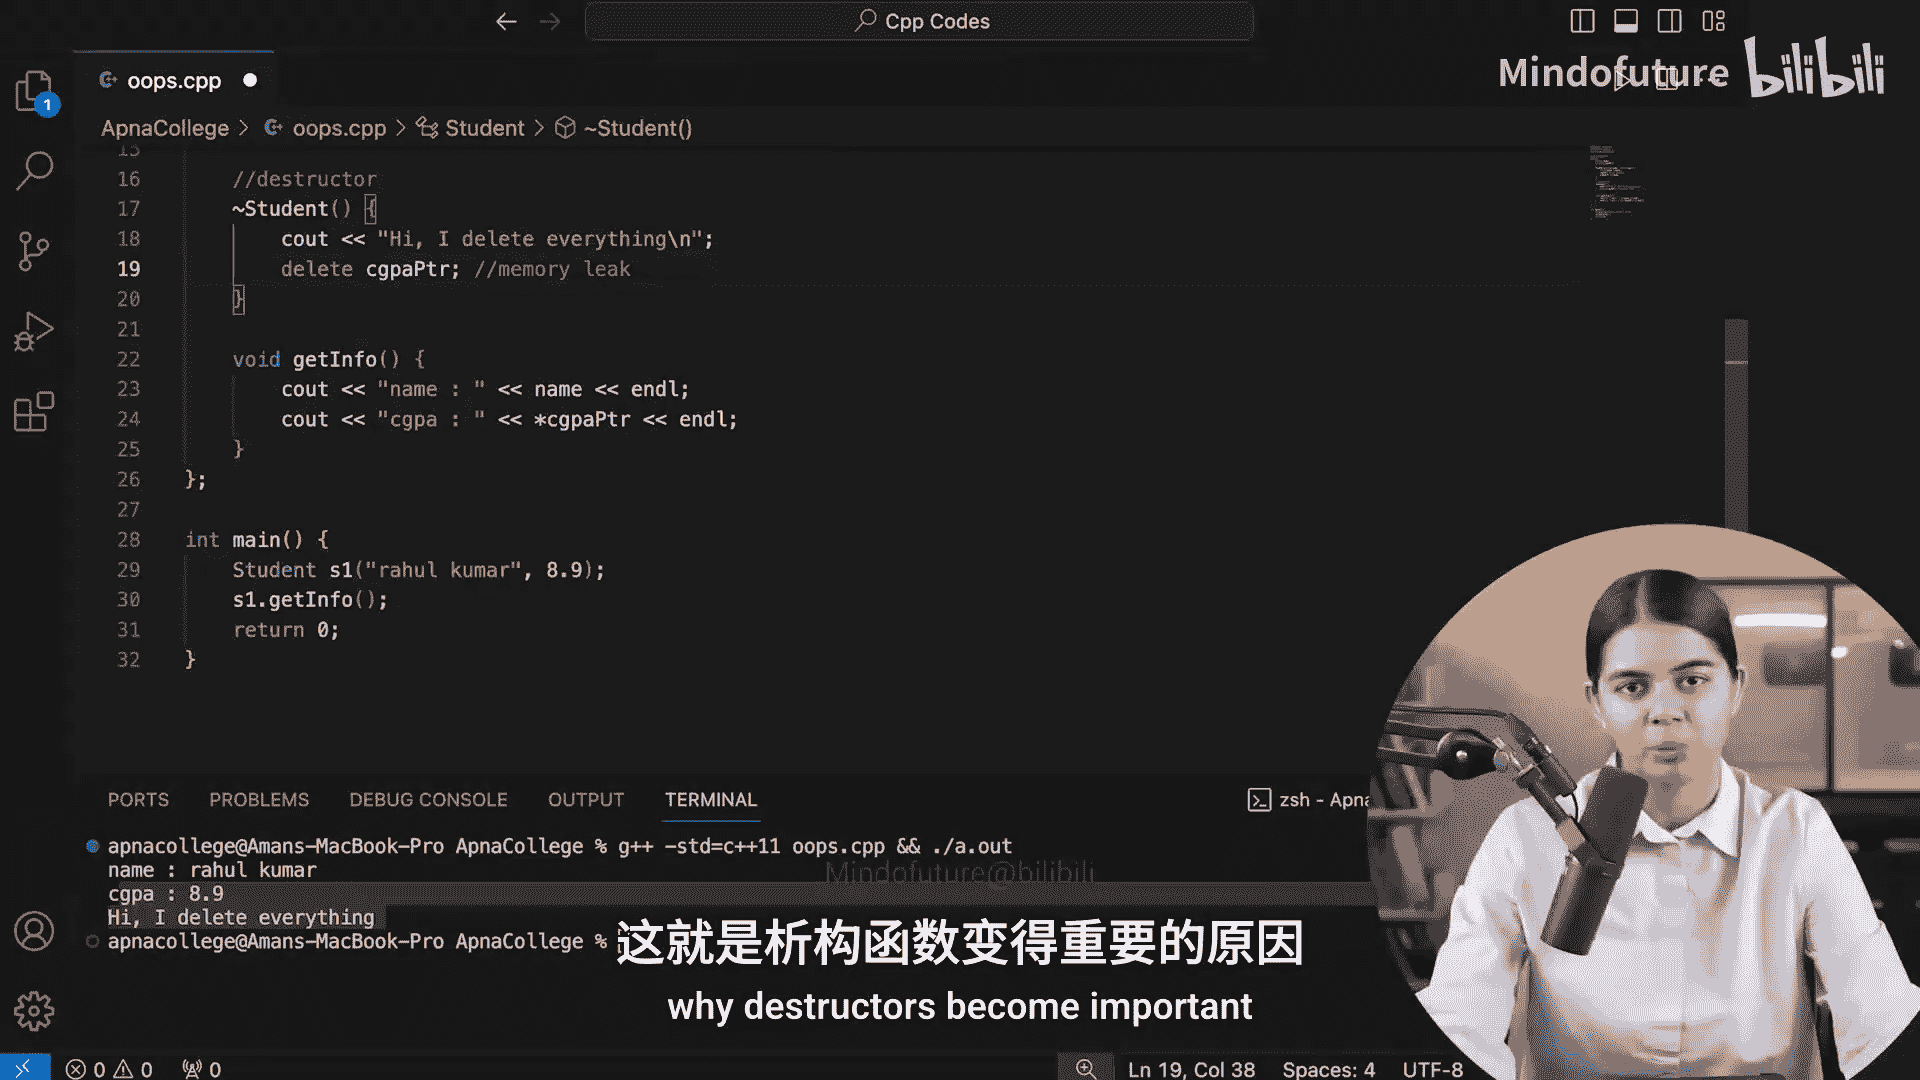 Cpp Codes
Mindofuture bilibili
oops.cpp
1
ApnaCollege > oops.cpp > Student > ~Student()
15
16 //destructor
17 ~Student() {
18 cout << "Hi, I delete everything\n";
19 delete cgpaPtr; //memory leak
20 }
21
22 void getInfo() {
23 cout << "name : " << name << endl;
24 cout << "cgpa : " << *cgpaPtr << endl;
25 }
26 };
27
28 int main() {
29 Student s1("rahul kumar", 8.9);
30 s1.getInfo();
31 return 0;
32 }
PORTS PROBLEMS DEBUG CONSOLE OUTPUT TERMINAL zsh - Apna
apnacollege@Amans-MacBook-Pro ApnaCollege % g++ -std=c++11 oops.cpp && ./a.out
name : rahul kumar
Mindofuture@bilibili
cgpa : 8.9
Hi, I delete everything
apnacollege@Amans-MacBook-Pro ApnaCollege %
这就是析构函数变得重要的原因
why destructors become important
0 0 0 Ln 19, Col 38 Spaces: 4 UTF-8